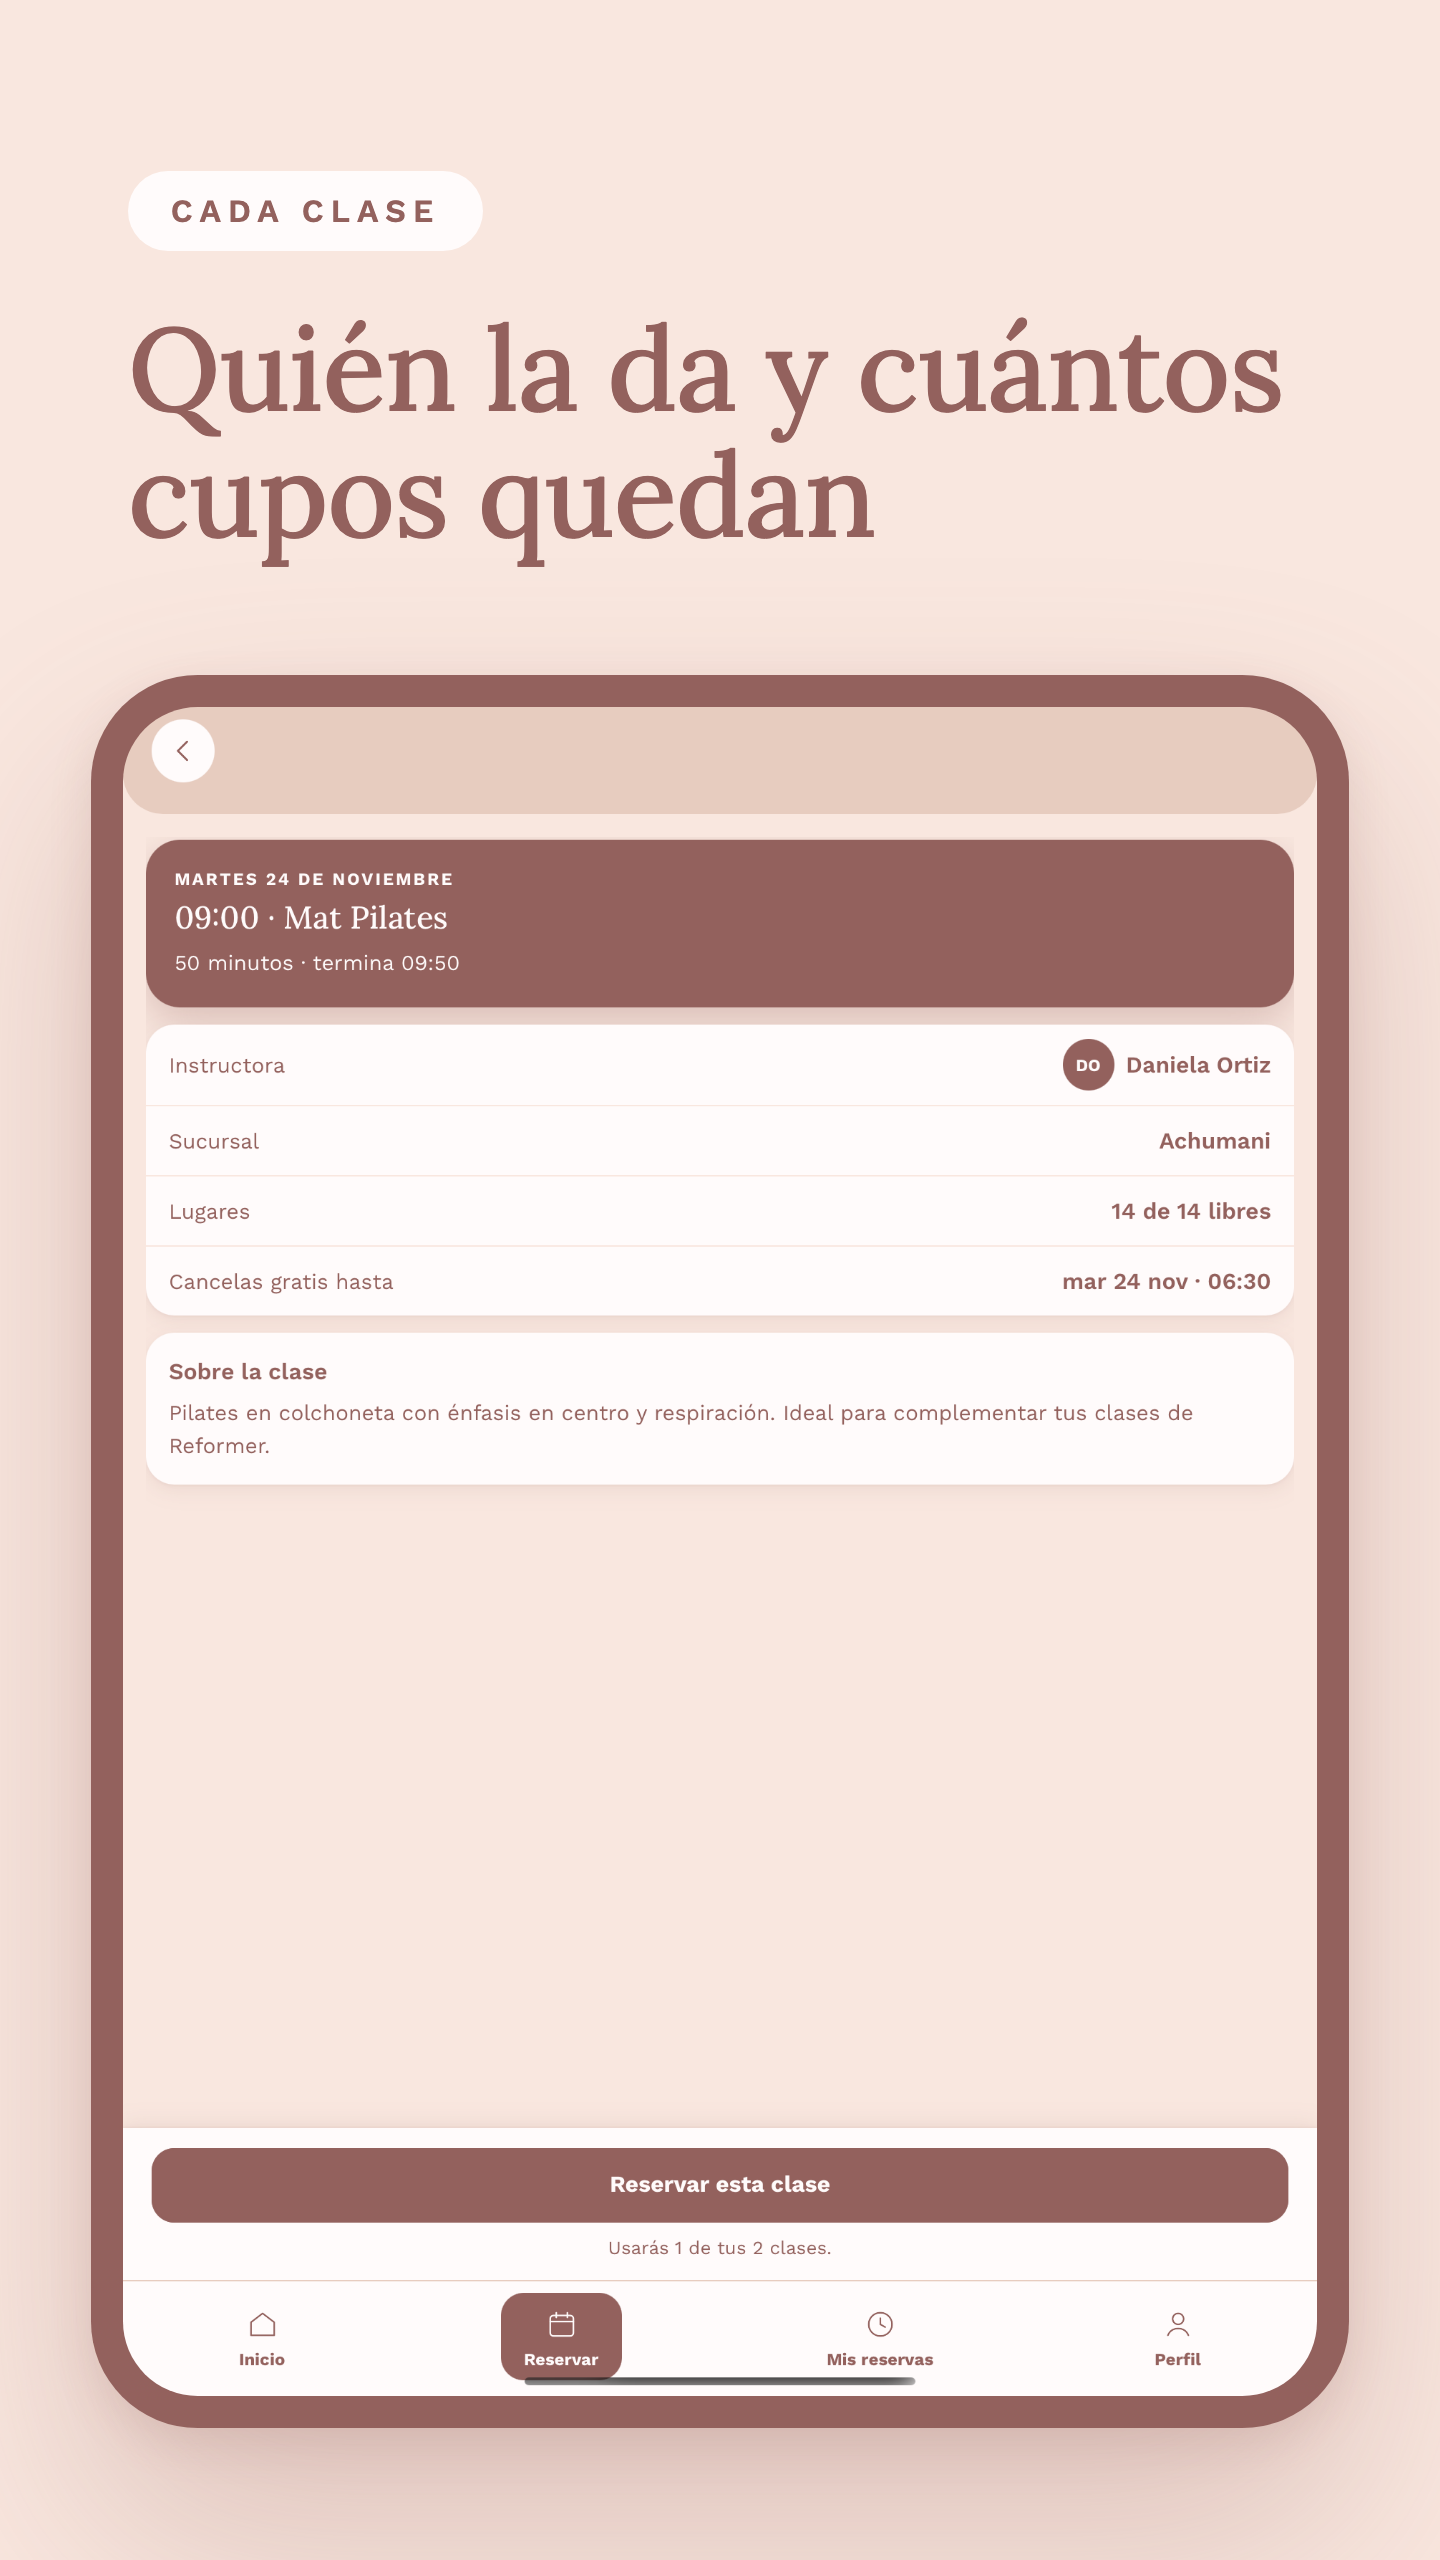 CADA CLASE
Quién la da y cuántos
cupos quedan
MARTES 24 DE NOVIEMBRE
09:00 · Mat Pilates
50 minutos · termina 09:50
Instructora DO Daniela Ortiz
Sucursal Achumani
Lugares 14 de 14 libres
Cancelas gratis hasta mar 24 nov · 06:30
Sobre la clase
Pilates en colchoneta con énfasis en centro y respiración. Ideal para complementar tus clases de
Reformer.
Reservar esta clase
Usarás 1 de tus 2 clases.
Inicio Reservar Mis reservas Perfil